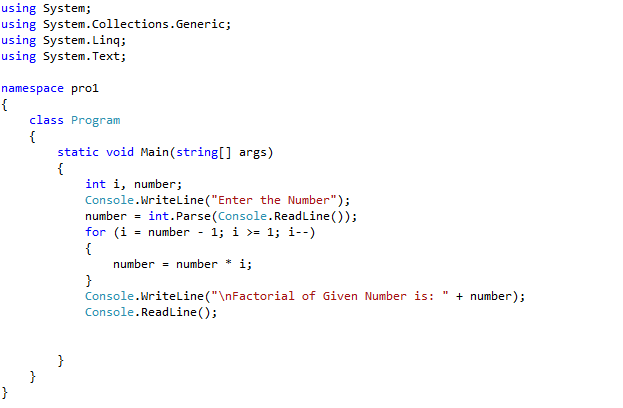 using System;
using System.Collections.Generic;
using System.Linq;
using System.Text;

namespace pro1
{
    class Program
    {
        static void Main(string[] args)
        {
            int i, number;
            Console.WriteLine("Enter the Number");
            number = int.Parse(Console.ReadLine());
            for (i = number - 1; i >= 1; i--)
            {
                number = number * i;
            }
            Console.WriteLine("\nFactorial of Given Number is: " + number);
            Console.ReadLine();


        }
    }
}